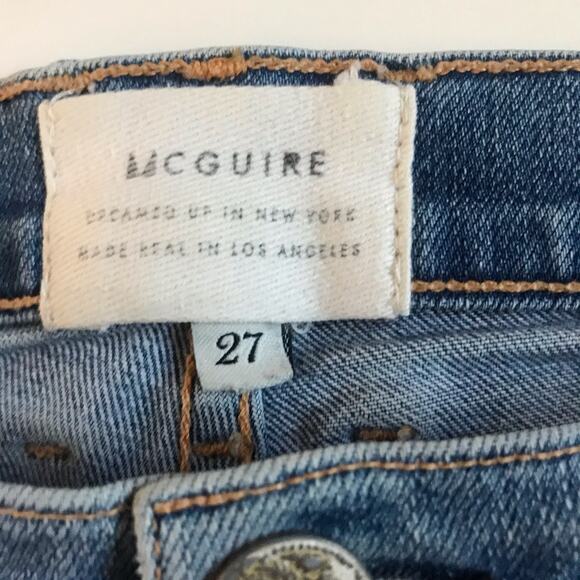 MCGUIRE
DREAMED UP IN NEW YORK
MADE REAL IN LOS ANGELES
27